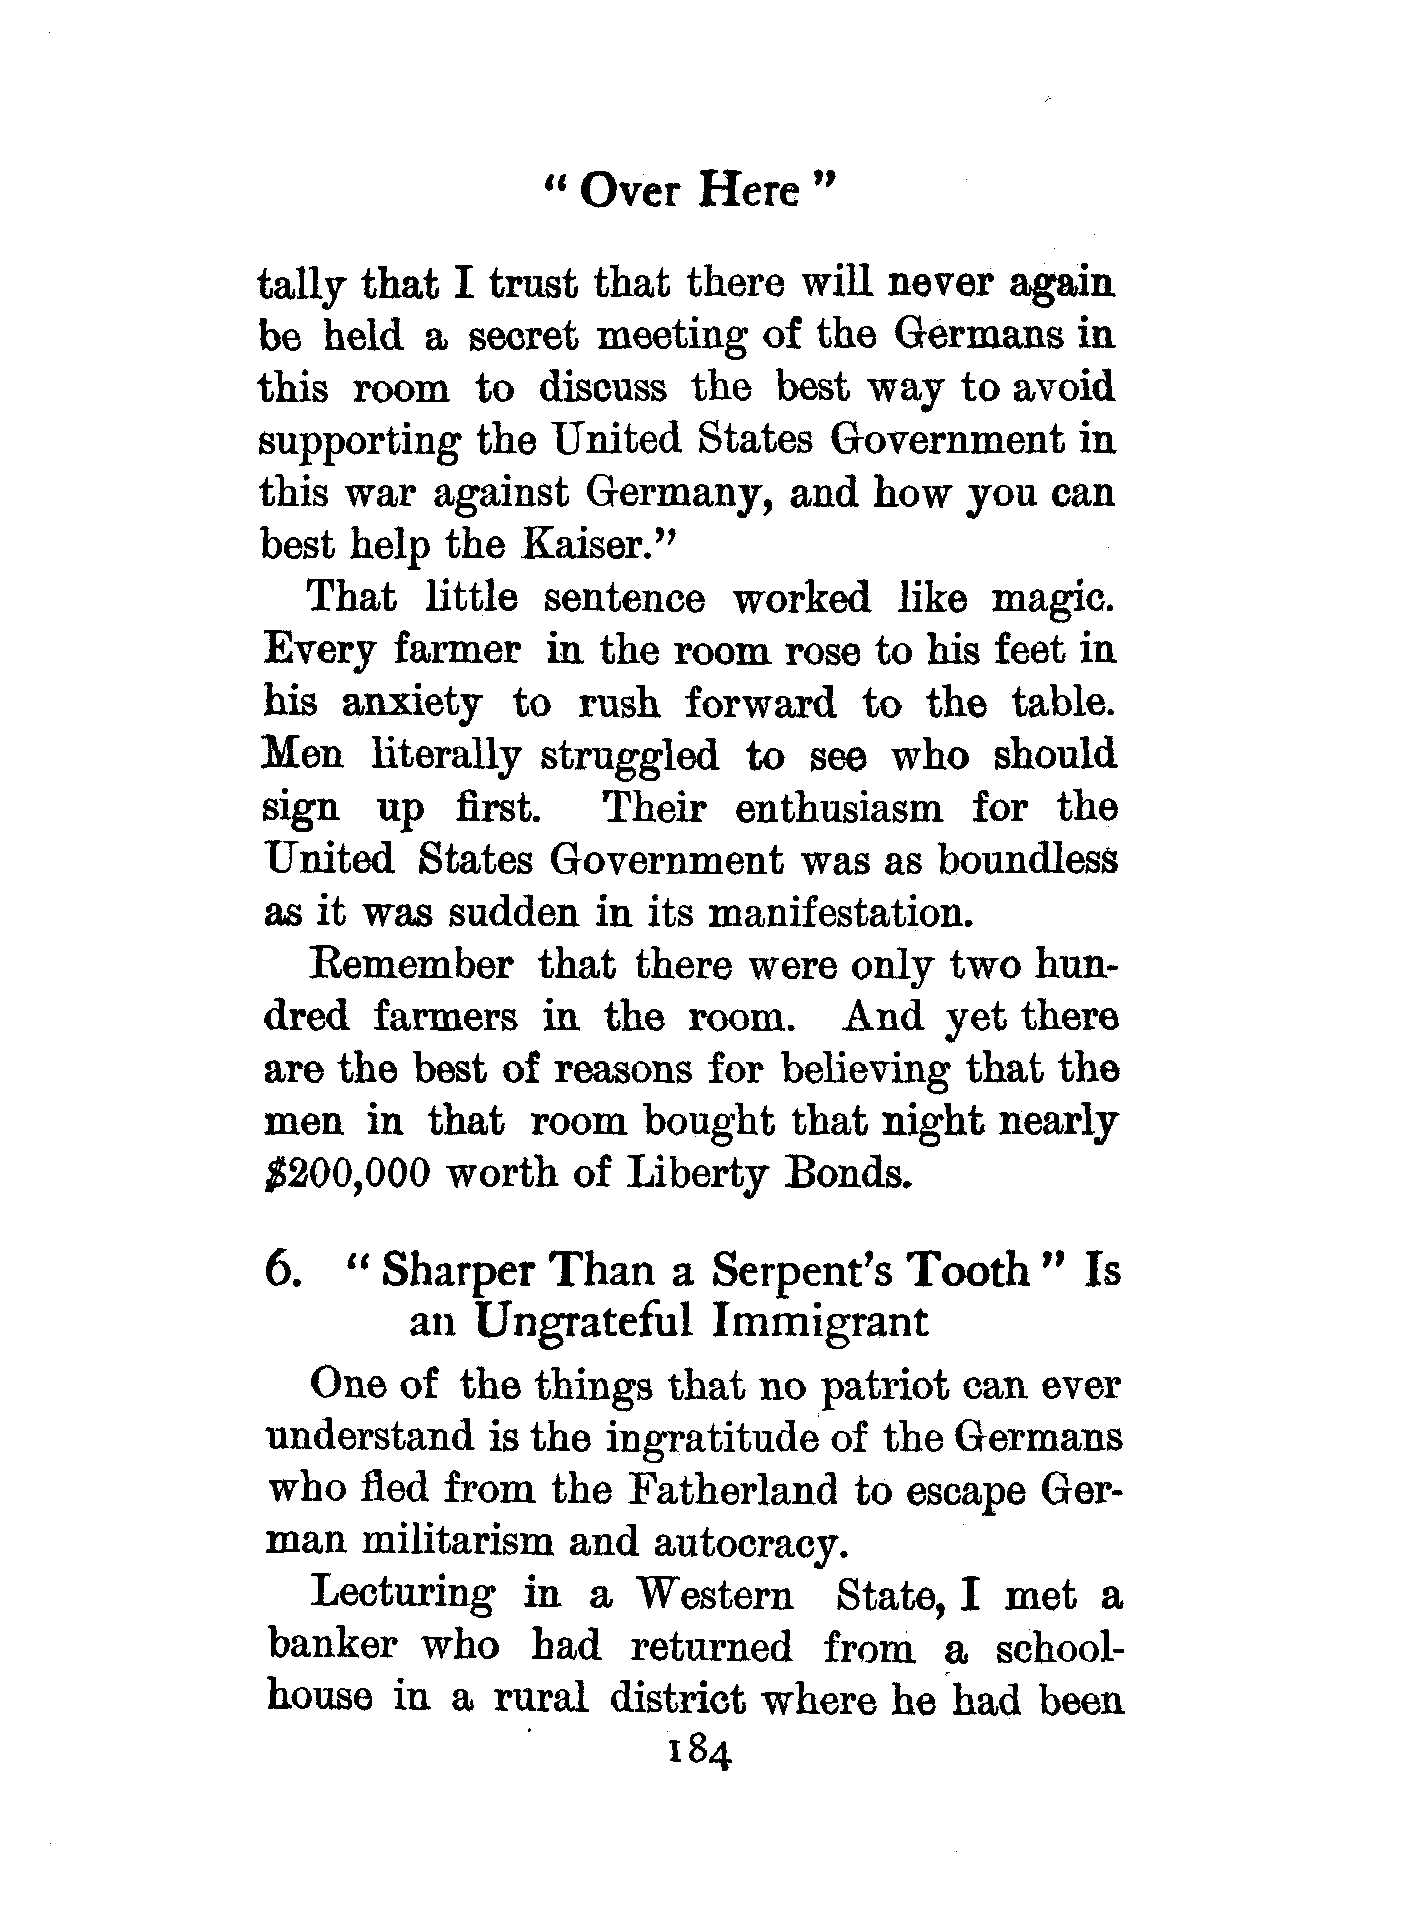 “ Over Here ”
tally that I trust that there will never again
be held a secret meeting of the Germans in
this room to discuss the best way to avoid
supporting the United States Government in
this war against Germany, and how you can
best help the Kaiser.”
That little sentence worked like magic.
Every farmer in the room rose to his feet in
his anxiety to rush forward to the table.
Men literally struggled to see who should
sign up first. Their enthusiasm for the
United States Government was as boundless
as it was sudden in its manifestation.
Remember that there were only two hun-
dred farmers in the room. And yet there
are the best of reasons for believing that the
men in that room bought that night nearly
$200,000 worth of Liberty Bonds.
6. “ Sharper Than a Serpent's Tooth ” Is
an Ungrateful Immigrant
One of the things that no patriot can ever
understand is the ingratitude of the Germans
who fled from the Fatherland to escape Ger-
man militarism and autocracy.
Lecturing in a Western State, I met a
banker who had returned from a school-
house in a rural district where he had been
184